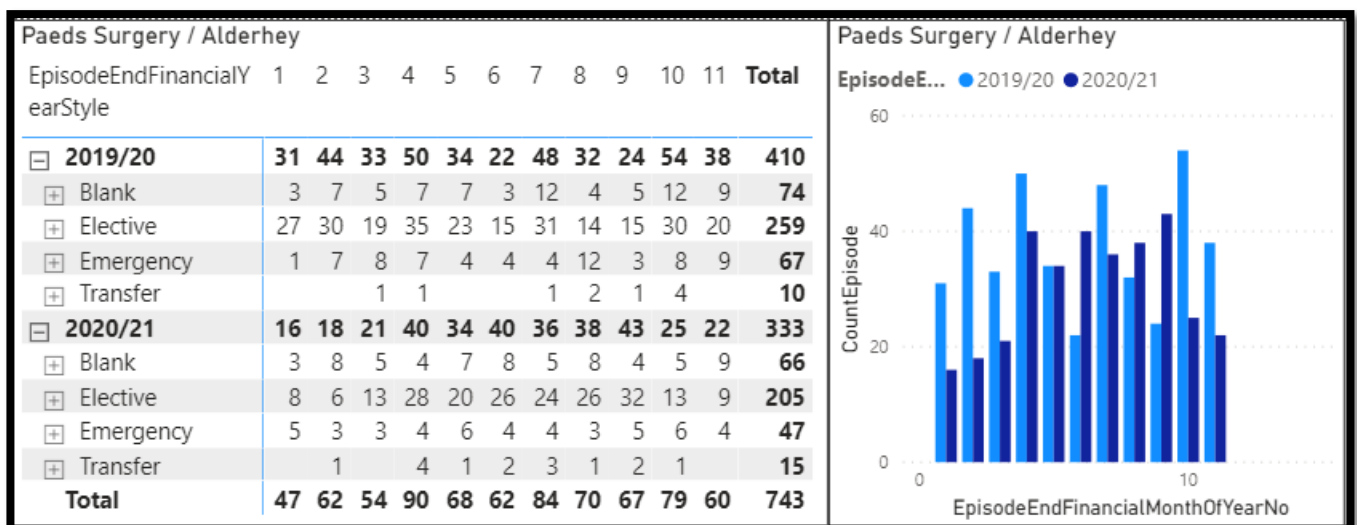 Paeds Surgery / Alderhey
EpisodeEndFinancialY 1 2 3 4 5 6 7 8 9 10 11 Total
earStyle
2019/20 31 44 33 50 34 22 48 32 24 54 38 410
Blank 3 7 5 7 7 3 12 4 5 12 9 74
Elective 27 30 19 35 23 15 31 14 15 30 20 259
Emergency 1 7 8 7 4 4 4 12 3 8 9 67
Transfer 1 1 1 2 1 4 10
2020/21 16 18 21 40 34 40 36 38 43 25 22 333
Blank 3 8 5 4 7 8 5 8 4 5 9 66
Elective 8 6 13 28 20 26 24 26 32 13 9 205
Emergency 5 3 3 4 6 4 4 3 5 6 4 47
Transfer 1 4 1 2 3 1 2 1 15
Total 47 62 54 90 68 62 84 70 67 79 60 743
Paeds Surgery / Alderhey
EpisodeE... 2019/20 2020/21
60
40
20
0
CountEpisode
0 10
EpisodeEndFinancialMonthOfYearNo